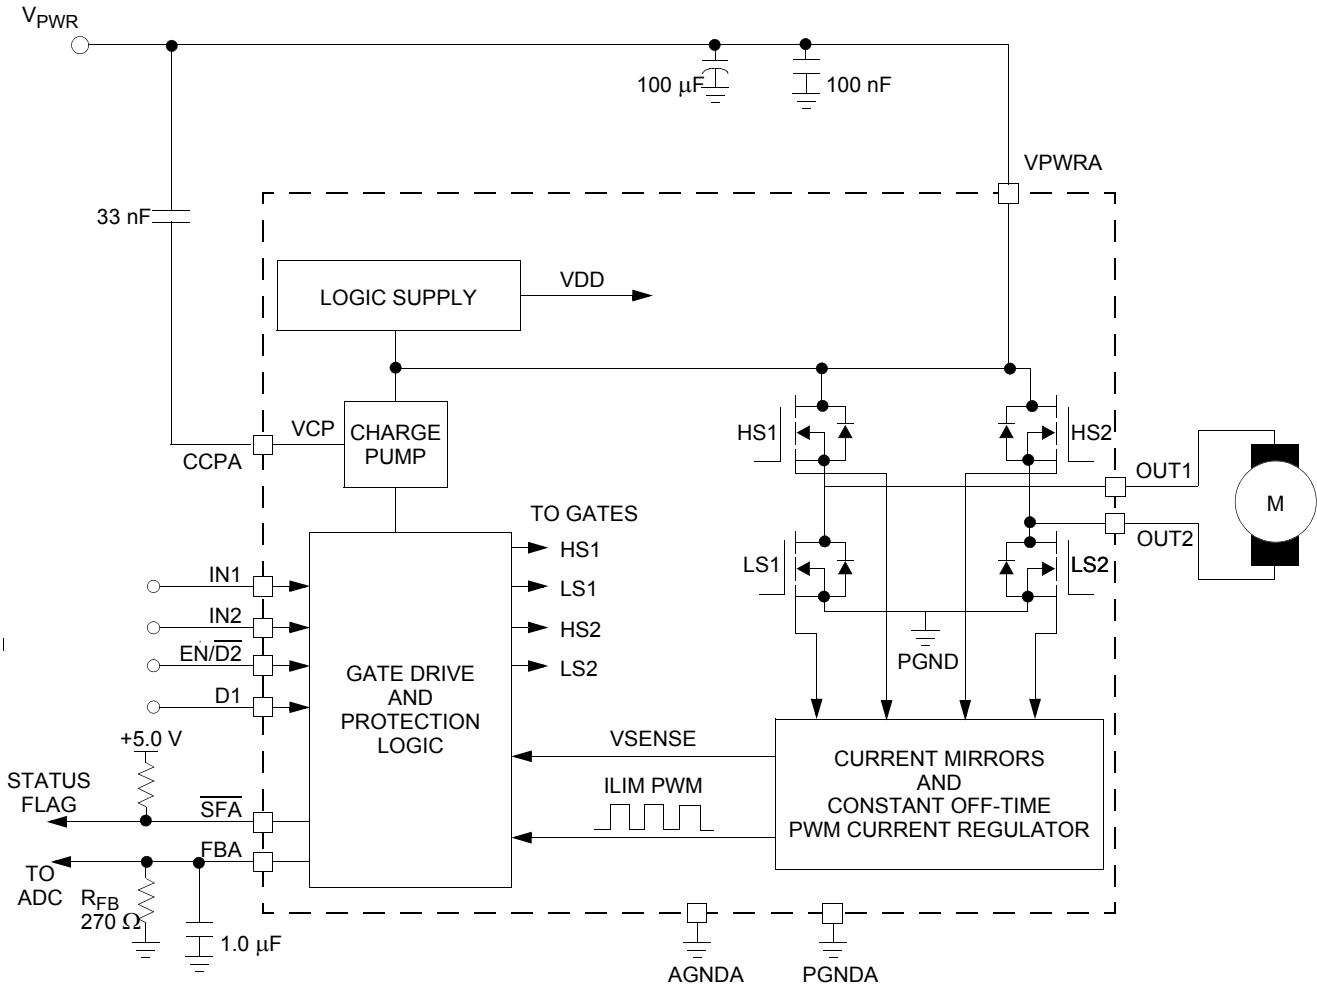 VPWR
100 μF
100 nF
VPWRA
33 nF
LOGIC SUPPLY
VDD
VCP
CHARGE
PUMP
CCPA
HS1
HS2
OUT1
M
OUT2
TO GATES
HS1
LS1
HS2
LS2
LS1
LS2
PGND
IN1
IN2
EN/D2
D1
GATE DRIVE
AND
PROTECTION
LOGIC
+5.0 V
STATUS
FLAG
SFA
FBA
TO
ADC
RFB
270 Ω
1.0 μF
VSENSE
ILIM PWM
CURRENT MIRRORS
AND
CONSTANT OFF-TIME
PWM CURRENT REGULATOR
AGNDA
PGNDA